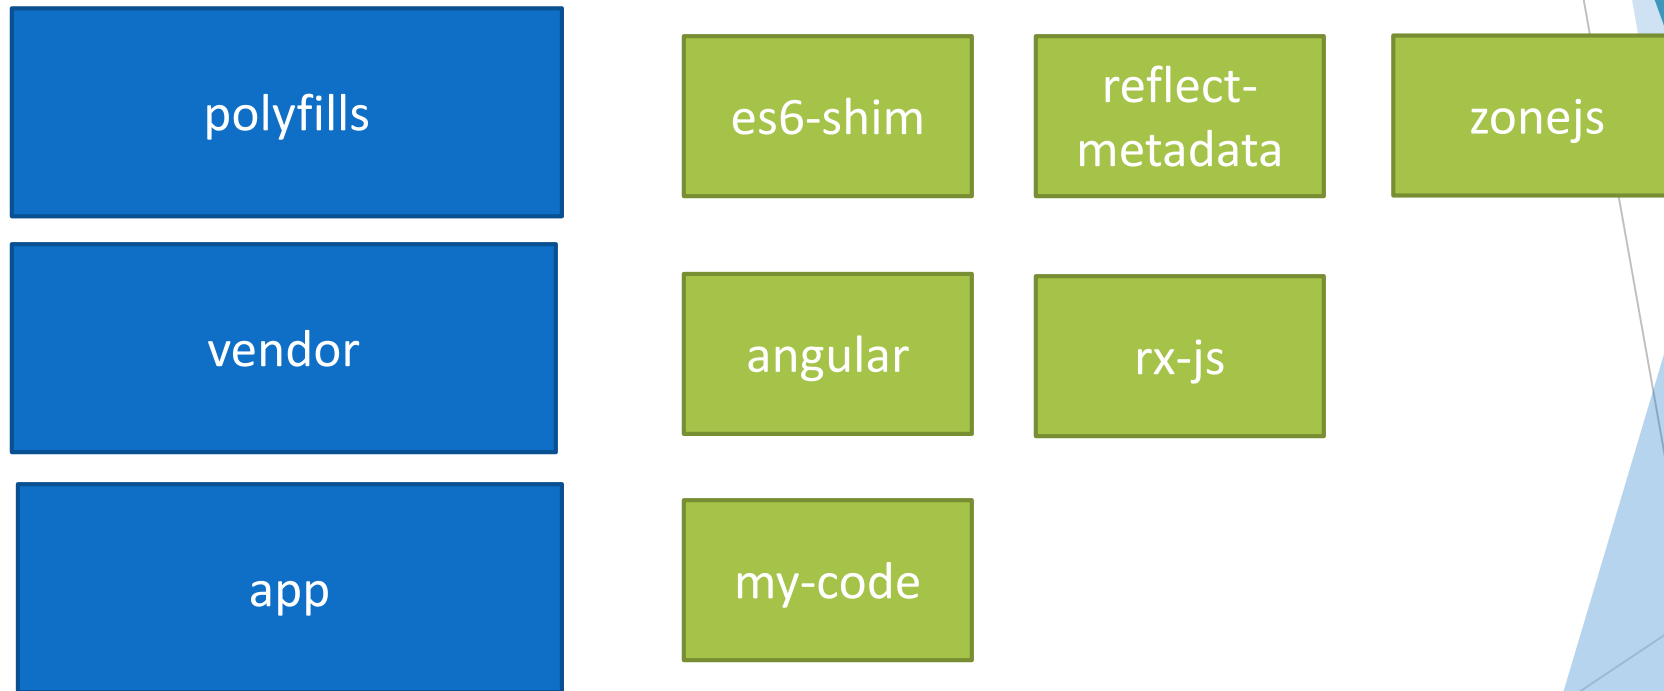 polyfills
es6-shim
reflect-
metadata
zonejs
vendor
angular
rx-js
app
my-code